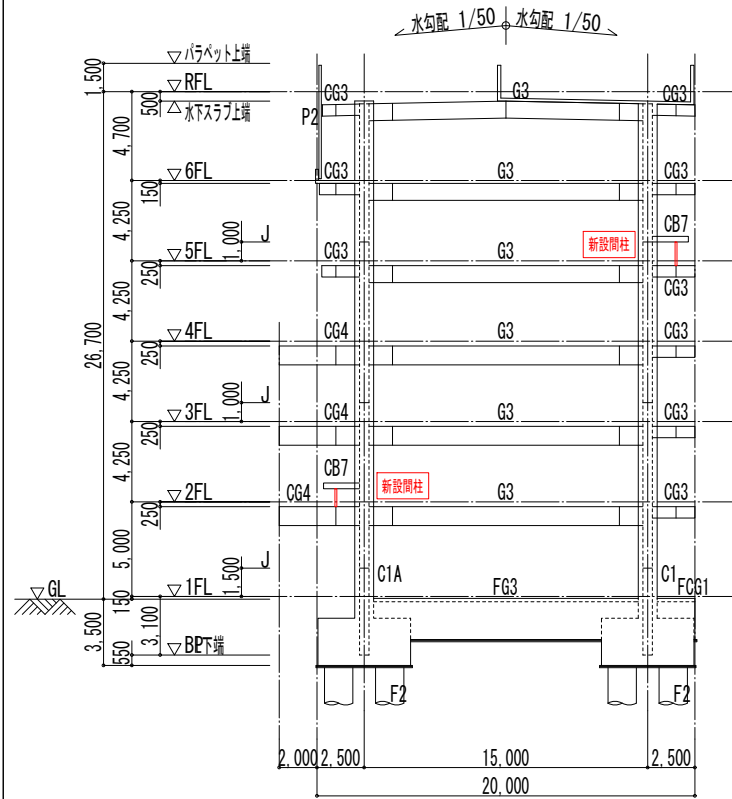 水勾配 1/50 水勾配 1/50
パラペット上端
1,500
RFL
CG3 G3 CG3
500
水下スラブ上端
P2
4,700
6FL
CG3 G3 CG3
150
4,250
CB7
新設間柱
1,000 J
5FL
CG3 G3
250
CG3
4,250
4FL
CG4 G3 CG3
250
26,700
4,250
1,000 J
3FL
CG4 G3 CG3
250
4,250
CB7
新設間柱
2FL
CG4 G3 CG3
250
5,000
1,500 J
C1A C1
GL
1FL
FG3 FCG1
150
3,500
3,100
BP下端
550
F2 F2
2,000 2,500 15,000 2,500
20,000